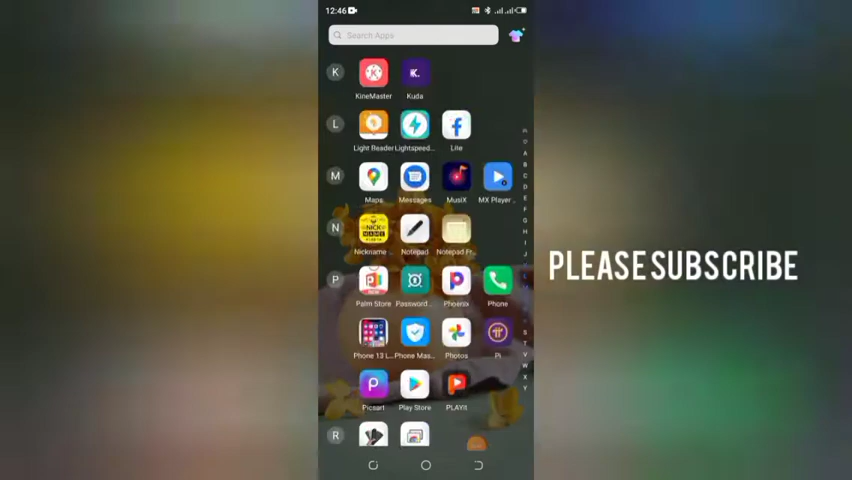 12:46
Search Apps
K
KineMaster
Kuda
L
Light Reader
Lightspeed...
Lite
M
Maps
Messages
MusiX
MX Player ..
N
Nickname ..
Notepad
Notepad Fr...
P
Palm Store
Password...
Phoenix
Phone
Phone 13 L...
Phone Mas...
Photos
Pi
Picsart
Play Store
PLAYit
R
PLEASE SUBSCRIBE